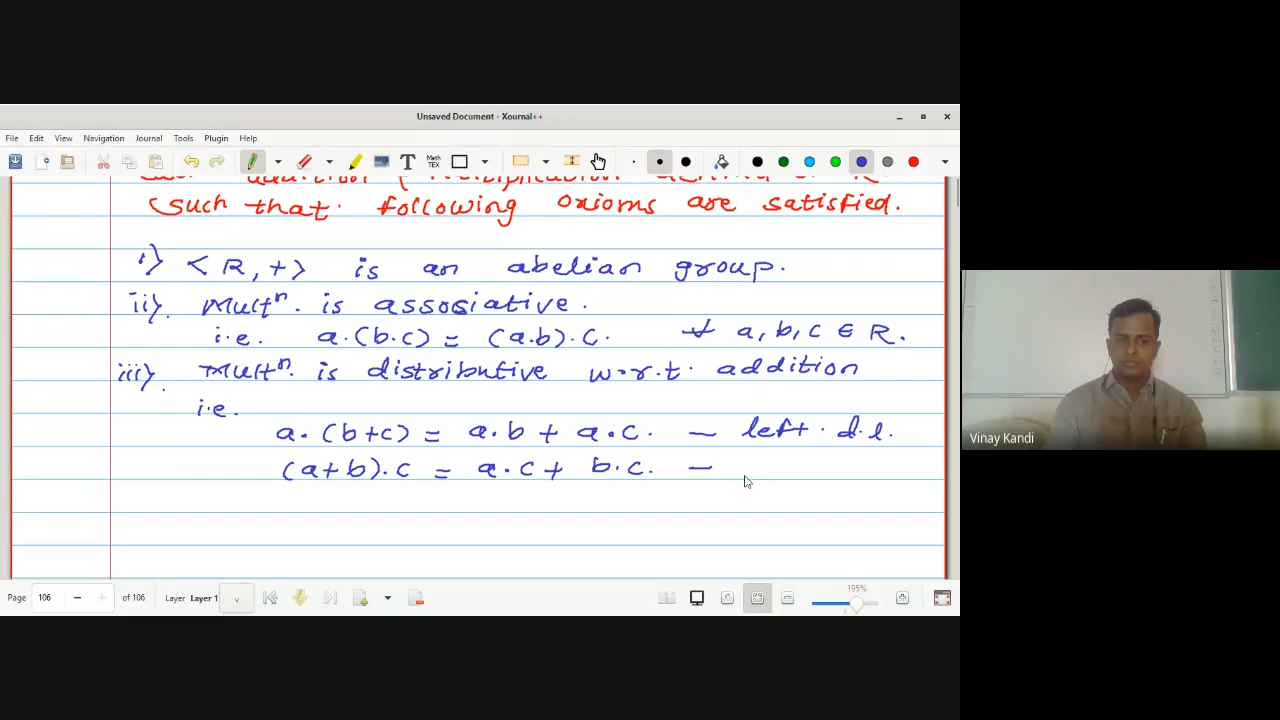 Unsaved Document - Xournal++
File Edit View Navigation Journal Tools Plugin Help
such that following axioms are satisfied.
i) < R, +> is an abelian group.
ii). Multⁿ. is assosiative.
i.e. a.(b.c) = (a.b).c. ∀ a, b, c ∈ R.
iii). Multⁿ. is distributive w.r.t. addition
i.e.
a.(b+c) = a.b + a.c. — left. d.l.
(a+b).c = a.c + b.c. —
Vinay Kandi
Page 106 of 106 Layer Layer 1 195%